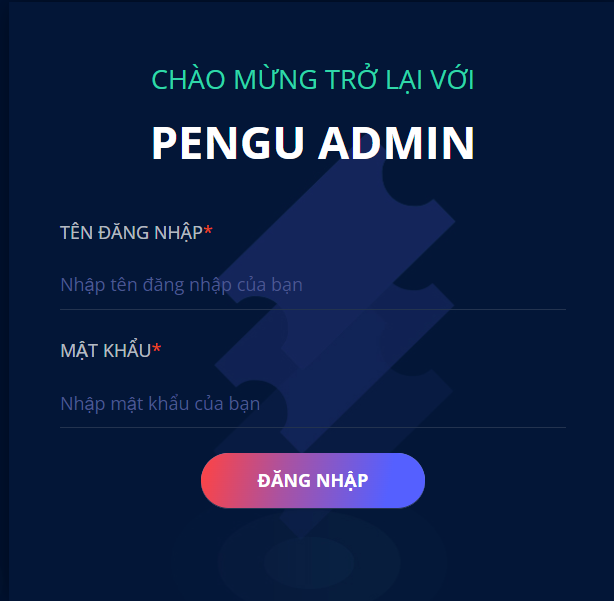 CHÀO MỪNG TRỞ LẠI VỚI
PENGU ADMIN
TÊN ĐĂNG NHẬP*
Nhập tên đăng nhập của bạn
MẬT KHẨU*
Nhập mật khẩu của bạn
ĐĂNG NHẬP